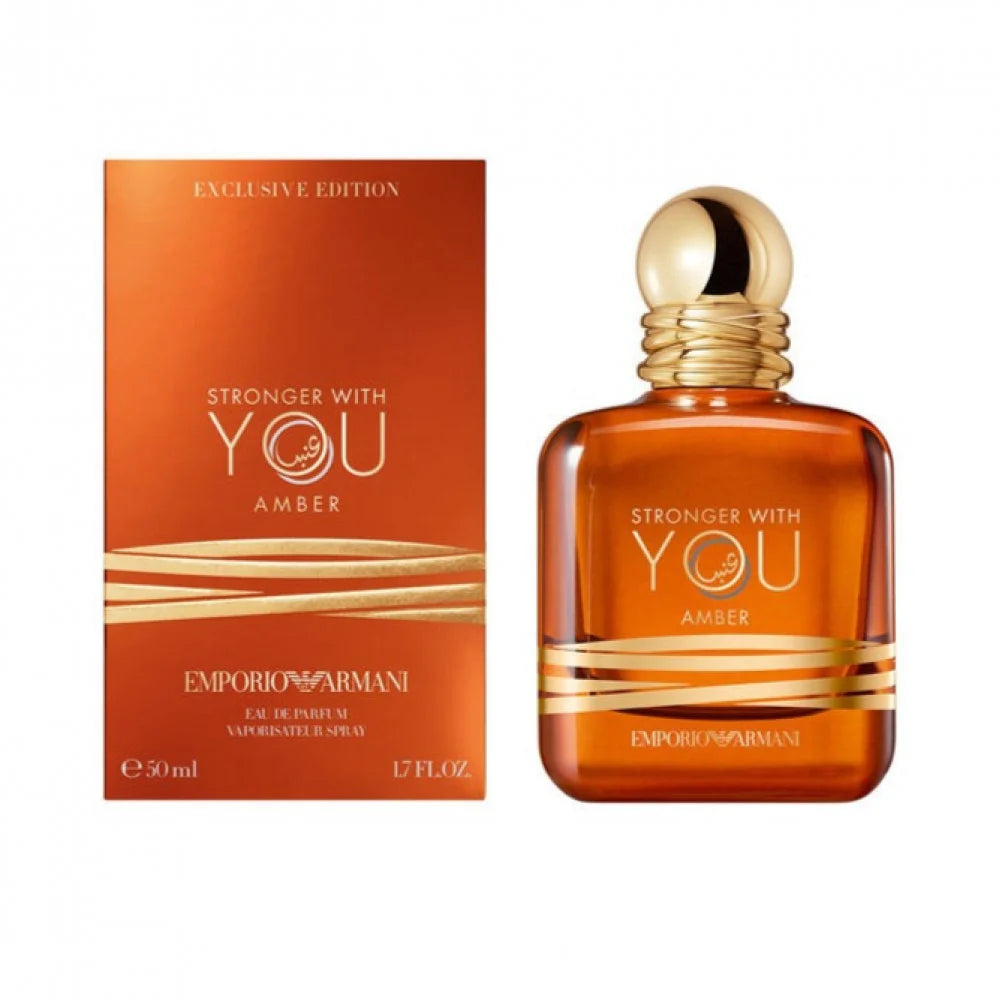 EXCLUSIVE EDITION
STRONGER WITH
YOU
عنبر
AMBER
EMPORIO ARMANI
EAU DE PARFUM
VAPORISATEUR SPRAY
℮ 50 ml 1.7 FL.OZ.
STRONGER WITH
YOU
عنبر
AMBER
EMPORIO ARMANI